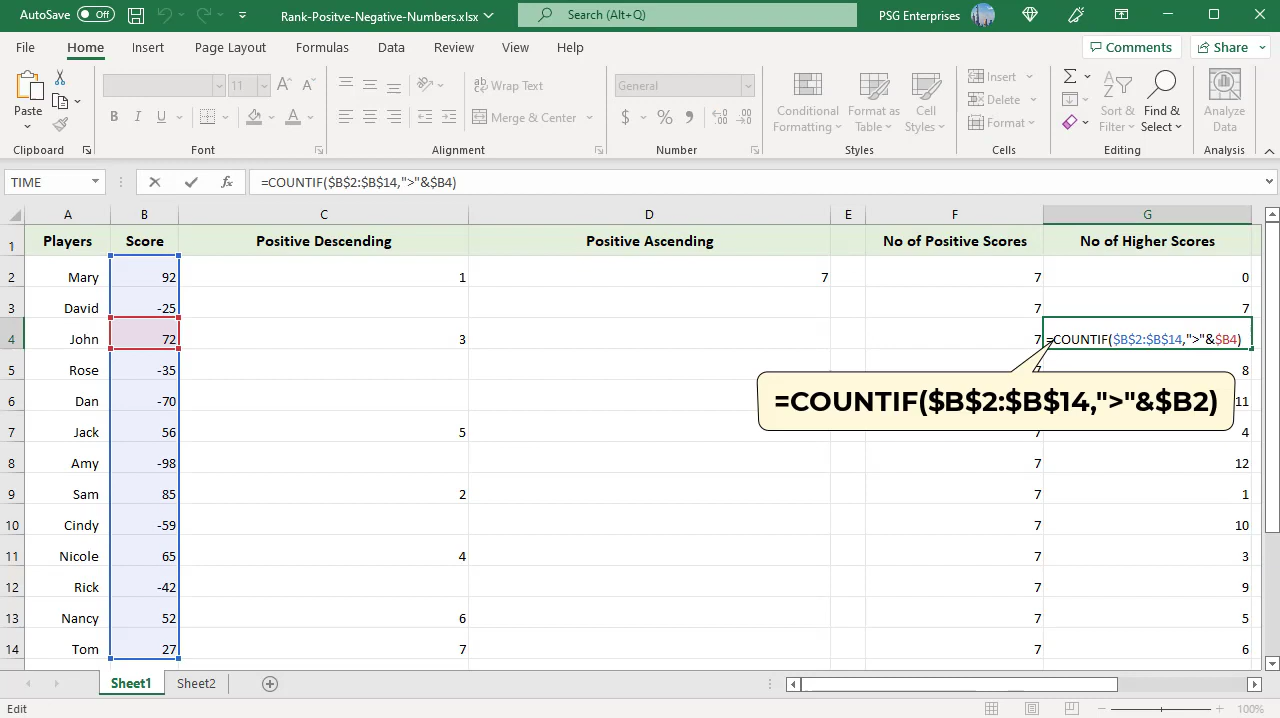 AutoSave Off Rank-Positve-Negative-Numbers.xlsx Search (Alt+Q) PSG Enterprises
File Home Insert Page Layout Formulas Data Review View Help Comments Share
Paste 11 Wrap Text General Conditional Formatting Format as Table Cell Styles Insert Sort & Filter Find & Select Analyze Data
B I U Merge & Center $ % Delete
Format
Clipboard Font Alignment Number Styles Cells Editing Analysis
TIME fx =COUNTIF($B$2:$B$14,">"&$B4)
A B C D E F G
1 Players Score Positive Descending Positive Ascending No of Positive Scores No of Higher Scores
2 Mary 92 1 7 7 0
3 David -25 7 7
4 John 72 3 7 =COUNTIF($B$2:$B$14,">"&$B4)
5 Rose -35 8
=COUNTIF($B$2:$B$14,">"&$B2)
6 Dan -70 11
7 Jack 56 5 7 4
8 Amy -98 7 12
9 Sam 85 2 7 1
10 Cindy -59 7 10
11 Nicole 65 4 7 3
12 Rick -42 7 9
13 Nancy 52 6 7 5
14 Tom 27 7 7 6
Sheet1 Sheet2
Edit 100%